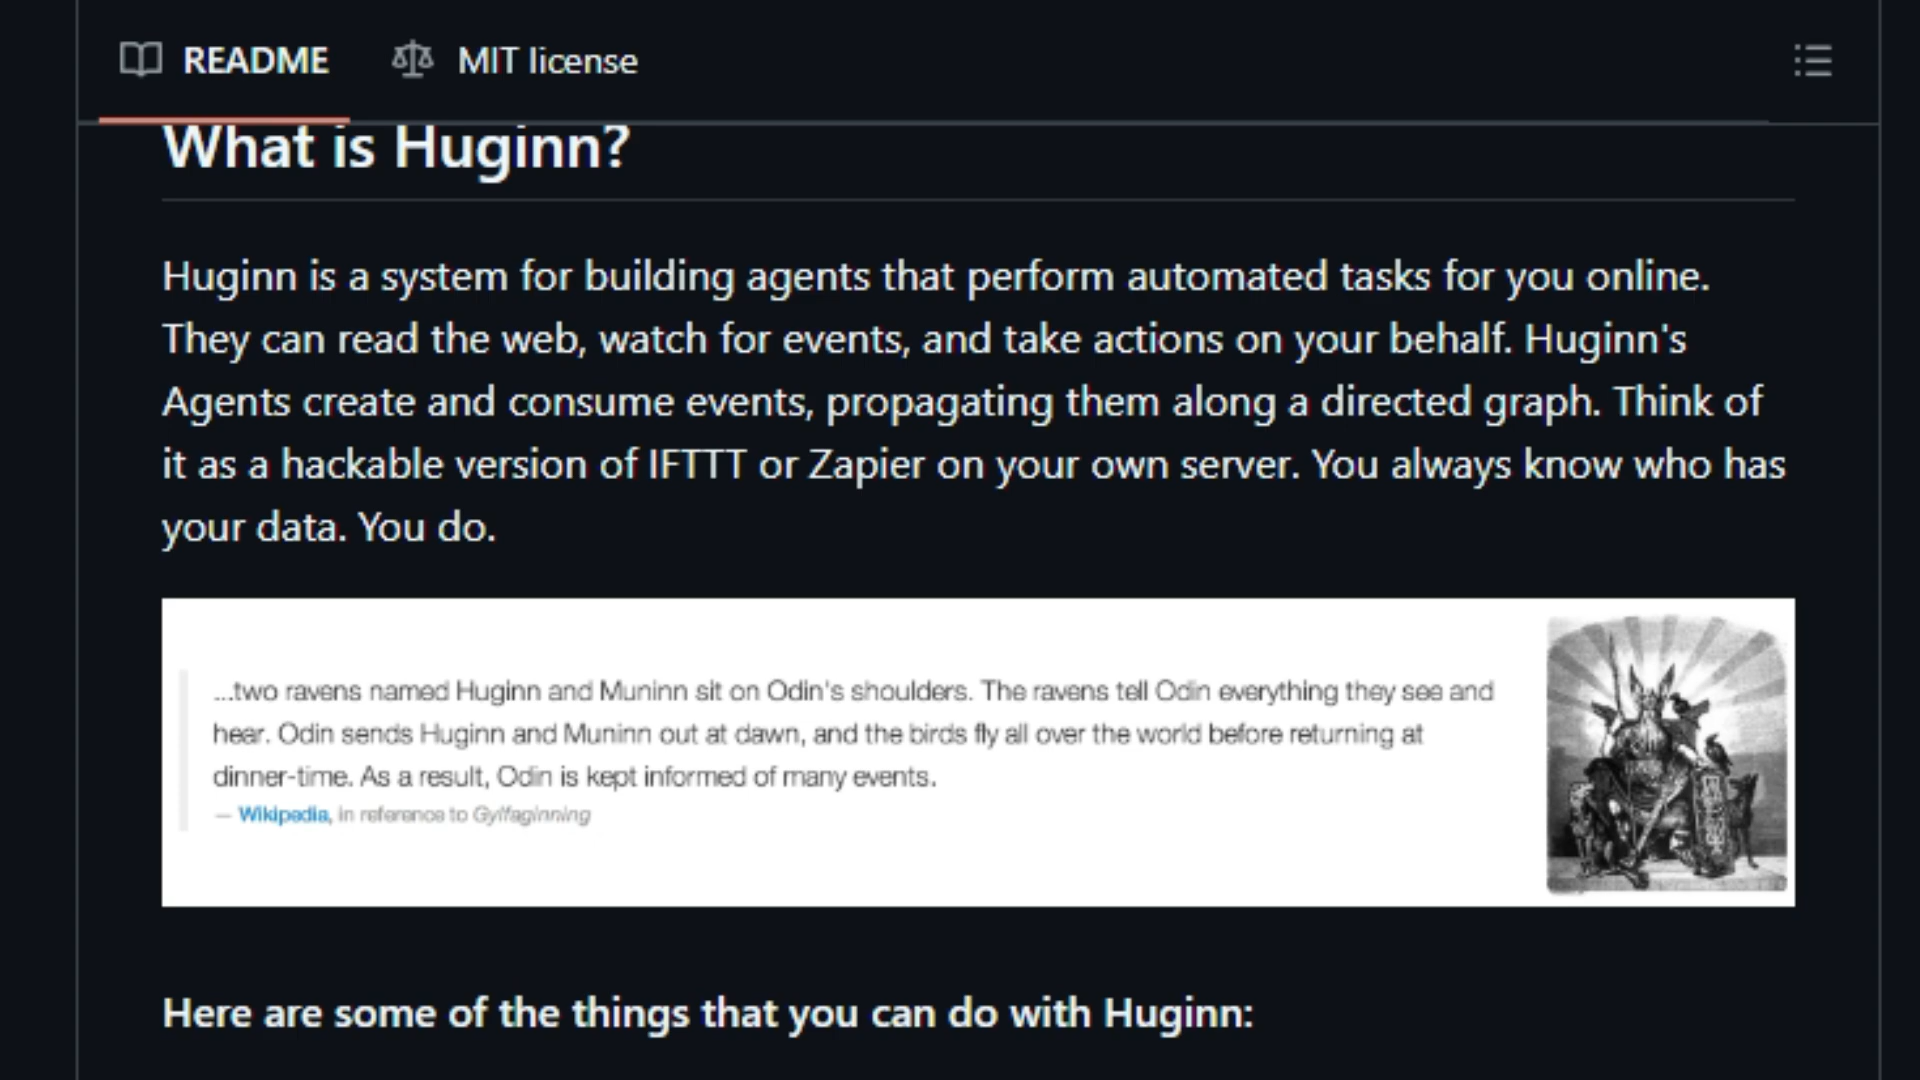 README
MIT license
What is Huginn?
Huginn is a system for building agents that perform automated tasks for you online.
They can read the web, watch for events, and take actions on your behalf. Huginn's
Agents create and consume events, propagating them along a directed graph. Think of
it as a hackable version of IFTTT or Zapier on your own server. You always know who has
your data. You do.
...two ravens named Huginn and Muninn sit on Odin's shoulders. The ravens tell Odin everything they see and
hear. Odin sends Huginn and Muninn out at dawn, and the birds fly all over the world before returning at
dinner-time. As a result, Odin is kept informed of many events.
— Wikipedia, in reference to Gylfaginning
Here are some of the things that you can do with Huginn: